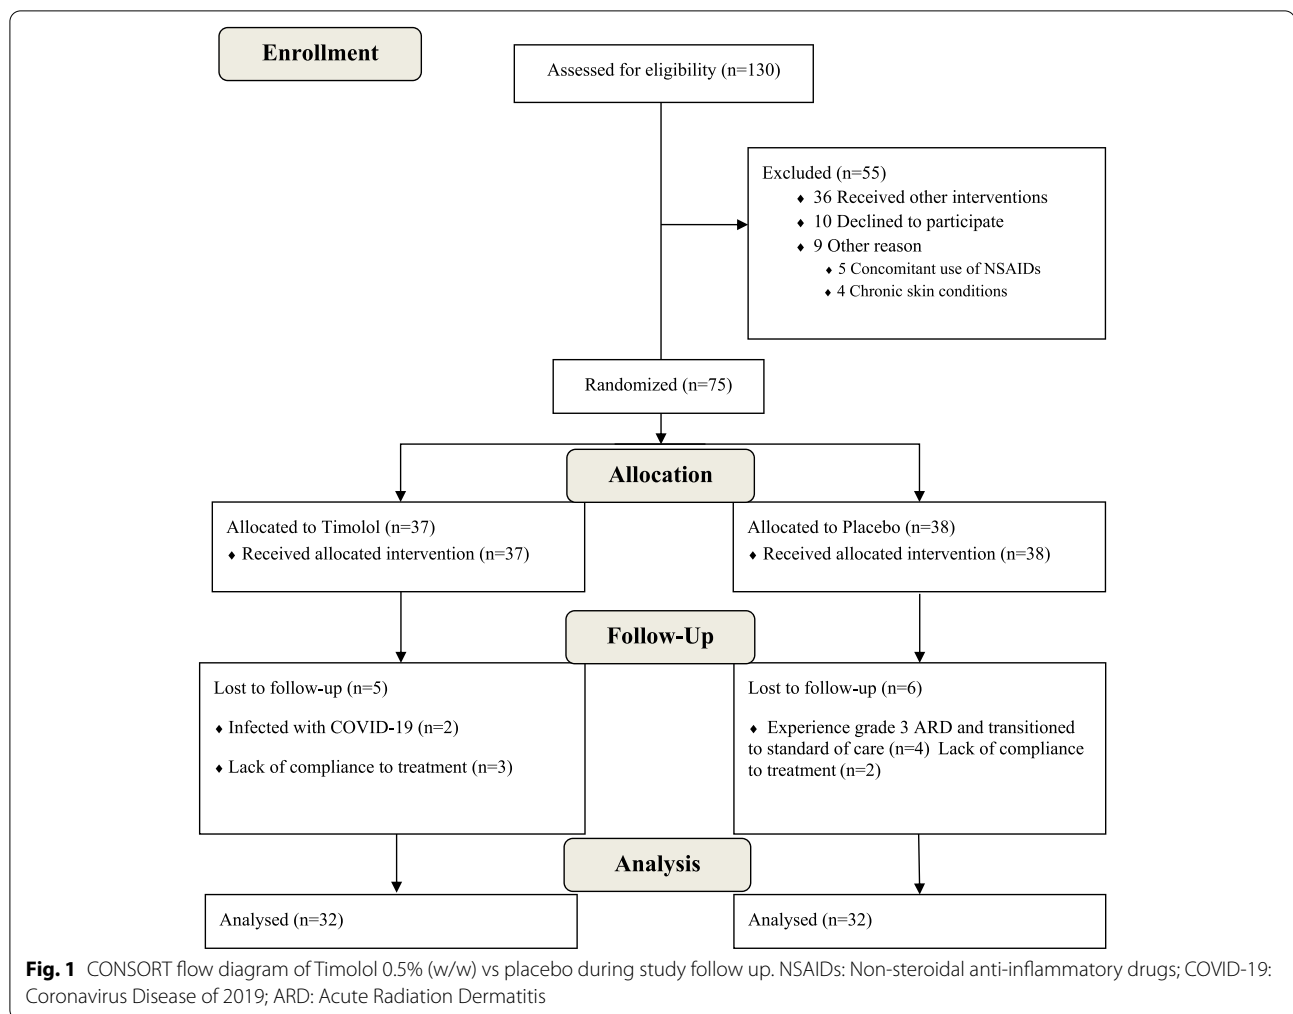 Enrollment
Assessed for eligibility (n=130)
Excluded (n=55)
♦ 36 Received other interventions
♦ 10 Declined to participate
♦ 9 Other reason
♦ 5 Concomitant use of NSAIDs
♦ 4 Chronic skin conditions
Randomized (n=75)
Allocation
Allocated to Timolol (n=37)
♦ Received allocated intervention (n=37)
Allocated to Placebo (n=38)
♦ Received allocated intervention (n=38)
Follow-Up
Lost to follow-up (n=5)
♦ Infected with COVID-19 (n=2)
♦ Lack of compliance to treatment (n=3)
Lost to follow-up (n=6)
♦ Experience grade 3 ARD and transitioned
to standard of care (n=4) Lack of compliance
to treatment (n=2)
Analysis
Analysed (n=32)
Analysed (n=32)
Fig. 1 CONSORT flow diagram of Timolol 0.5% (w/w) vs placebo during study follow up. NSAIDs: Non-steroidal anti-inflammatory drugs; COVID-19:
Coronavirus Disease of 2019; ARD: Acute Radiation Dermatitis